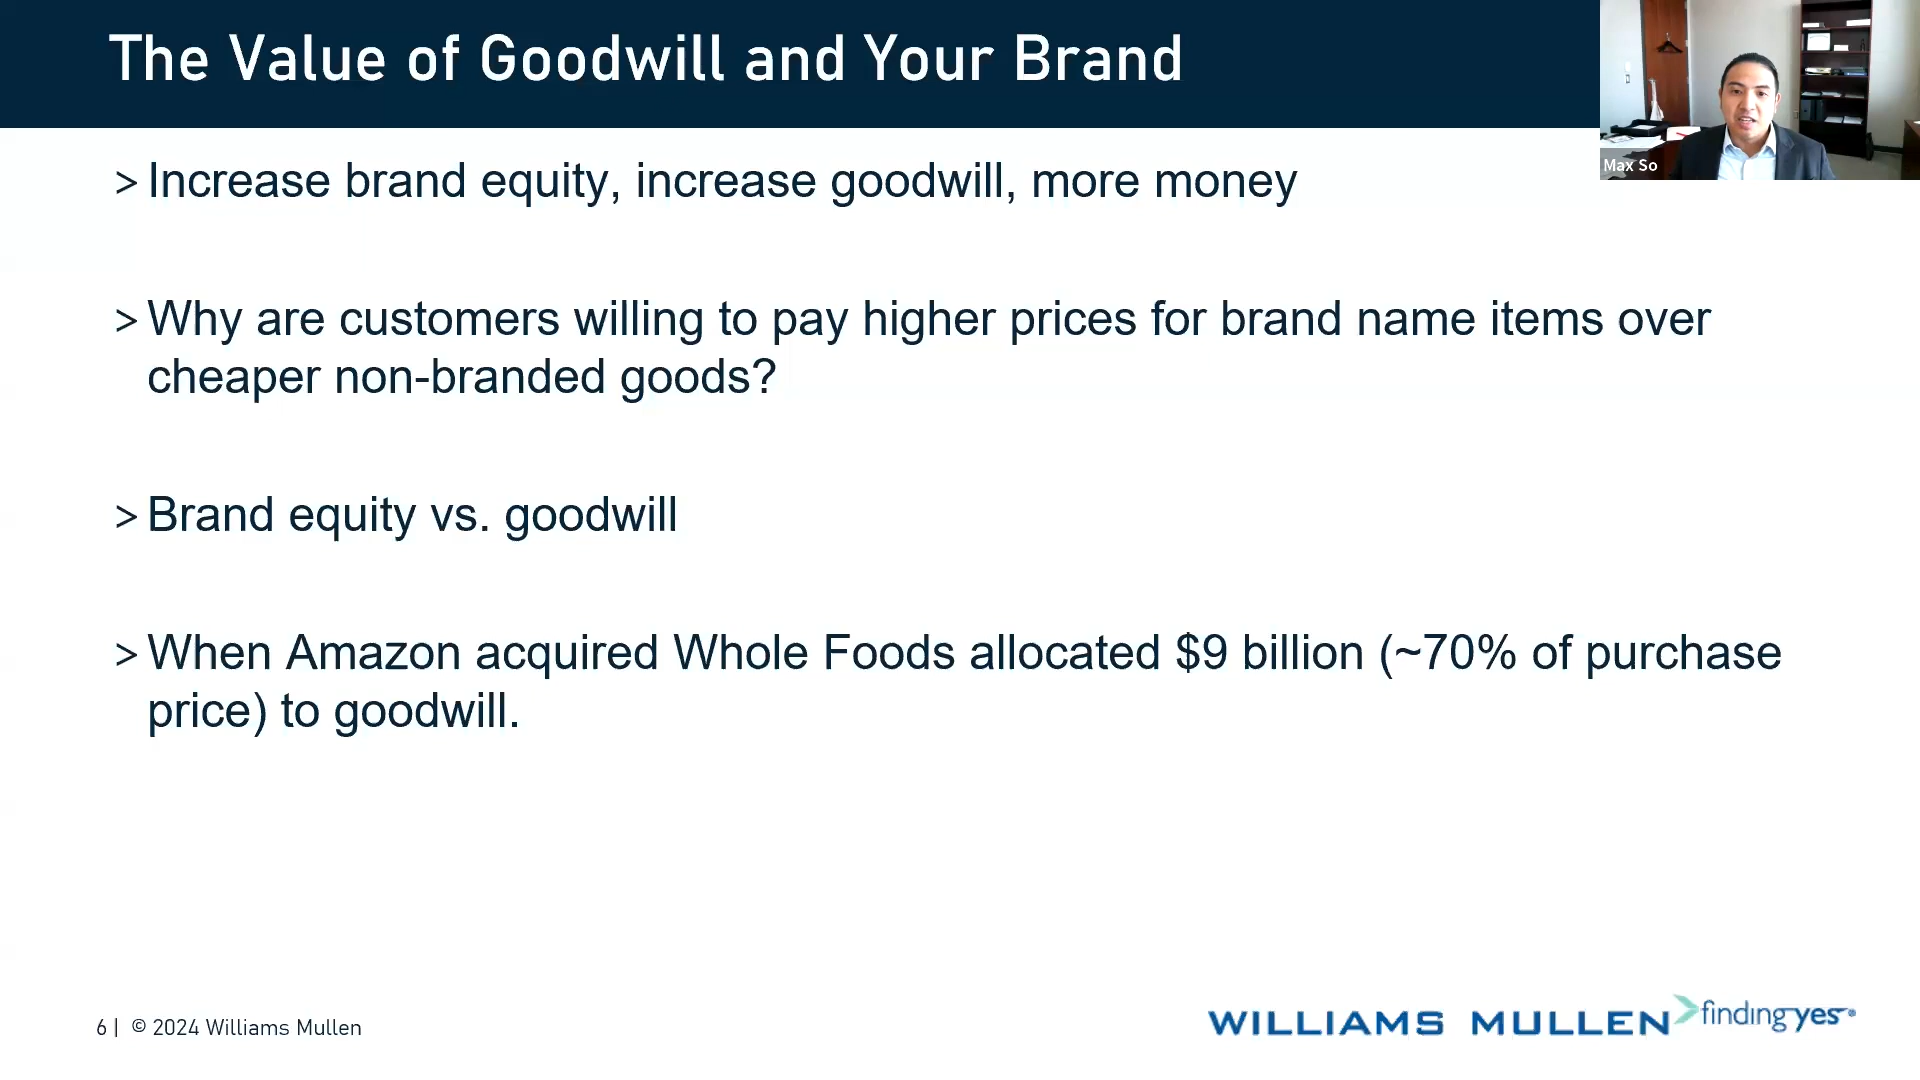 The Value of Goodwill and Your Brand
Max So
> Increase brand equity, increase goodwill, more money
> Why are customers willing to pay higher prices for brand name items over
cheaper non-branded goods?
> Brand equity vs. goodwill
> When Amazon acquired Whole Foods allocated $9 billion (~70% of purchase
price) to goodwill.
6 | © 2024 Williams Mullen
WILLIAMS MULLEN findingyes®